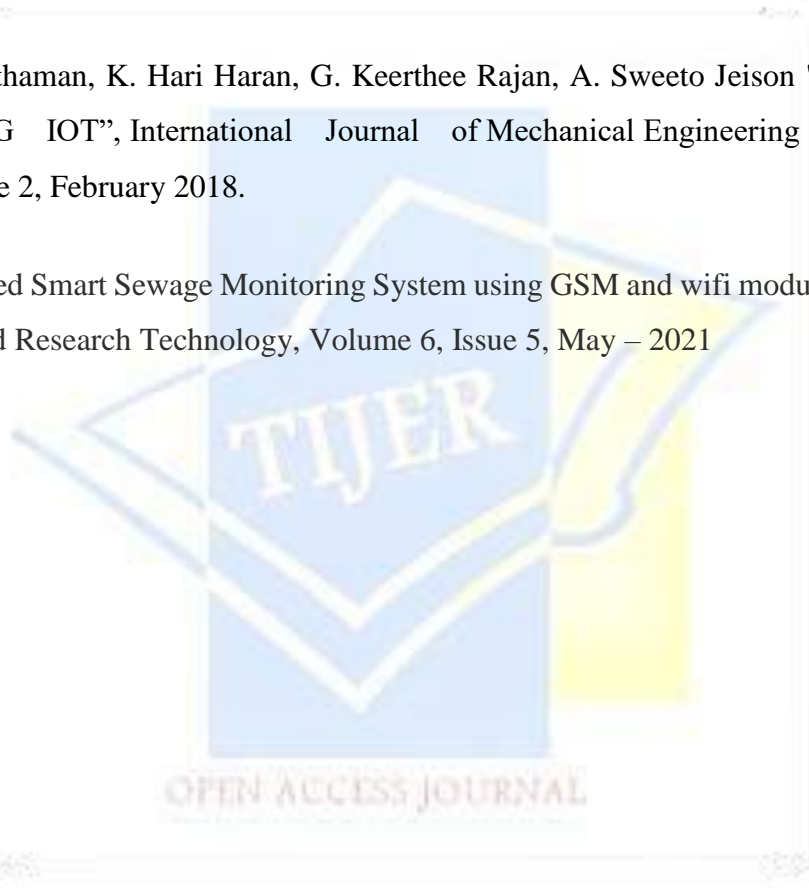 thaman, K. Hari Haran, G. Keerthee Rajan, A. Sweeto Jeison "
G IOT”, International Journal of Mechanical Engineering
e 2, February 2018.
ed Smart Sewage Monitoring System using GSM and wifi modu
d Research Technology, Volume 6, Issue 5, May – 2021
TIJER
OPEN ACCESS JOURNAL